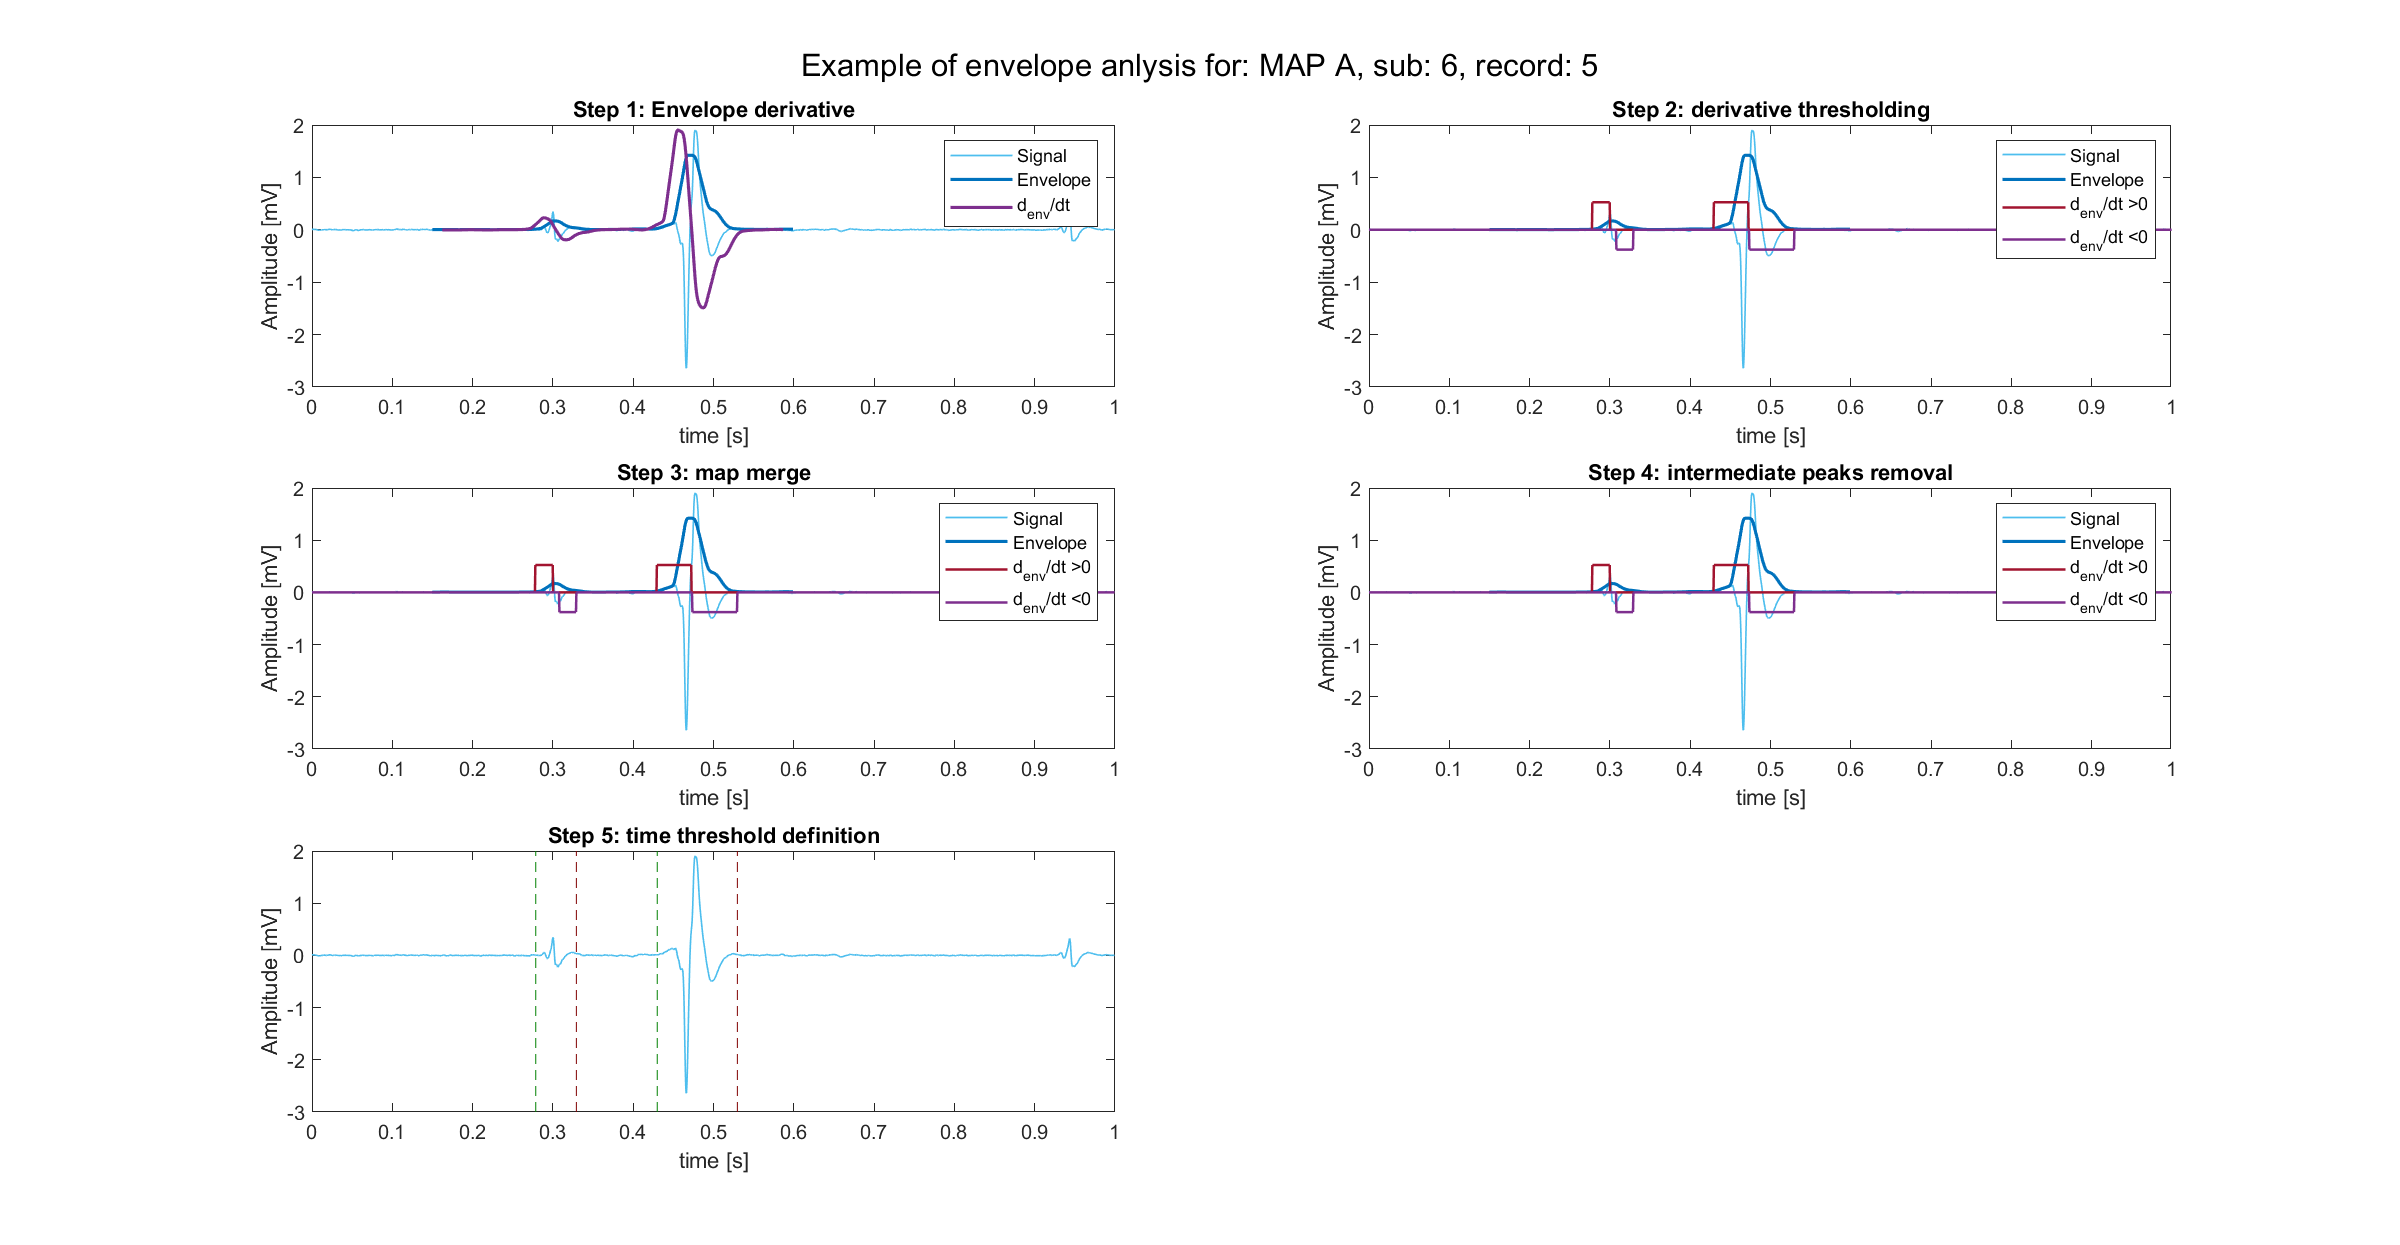 Example of envelope anlysis for: MAP A, sub: 6, record: 5
Step 1: Envelope derivative
2
1
0
-1
-2
-3
Amplitude [mV]
0 0.1 0.2 0.3 0.4 0.5 0.6 0.7 0.8 0.9 1
time [s]
Signal
Envelope
d_env/dt
Step 2: derivative thresholding
2
1
0
-1
-2
-3
Amplitude [mV]
0 0.1 0.2 0.3 0.4 0.5 0.6 0.7 0.8 0.9 1
time [s]
Signal
Envelope
d_env/dt >0
d_env/dt <0
Step 3: map merge
2
1
0
-1
-2
-3
Amplitude [mV]
0 0.1 0.2 0.3 0.4 0.5 0.6 0.7 0.8 0.9 1
time [s]
Signal
Envelope
d_env/dt >0
d_env/dt <0
Step 4: intermediate peaks removal
2
1
0
-1
-2
-3
Amplitude [mV]
0 0.1 0.2 0.3 0.4 0.5 0.6 0.7 0.8 0.9 1
time [s]
Signal
Envelope
d_env/dt >0
d_env/dt <0
Step 5: time threshold definition
2
1
0
-1
-2
-3
Amplitude [mV]
0 0.1 0.2 0.3 0.4 0.5 0.6 0.7 0.8 0.9 1
time [s]